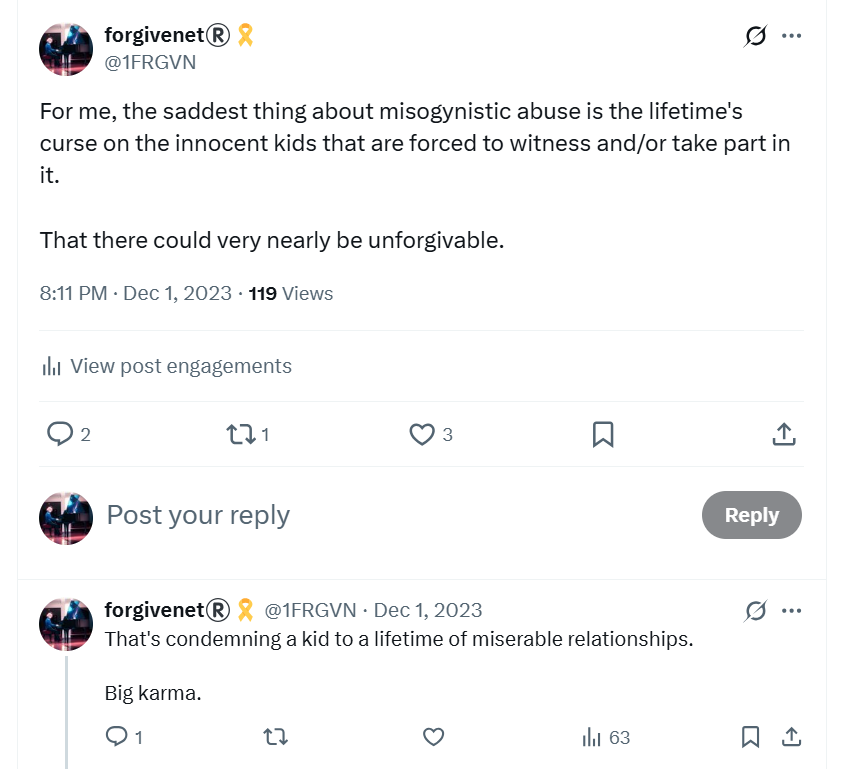 forgivenet®🎗
@1FRGVN
For me, the saddest thing about misogynistic abuse is the lifetime's
curse on the innocent kids that are forced to witness and/or take part in
it.
That there could very nearly be unforgivable.
8:11 PM · Dec 1, 2023 · 119 Views
View post engagements
2 1 3
Post your reply
Reply
forgivenet®🎗 @1FRGVN · Dec 1, 2023
That's condemning a kid to a lifetime of miserable relationships.
Big karma.
1 63